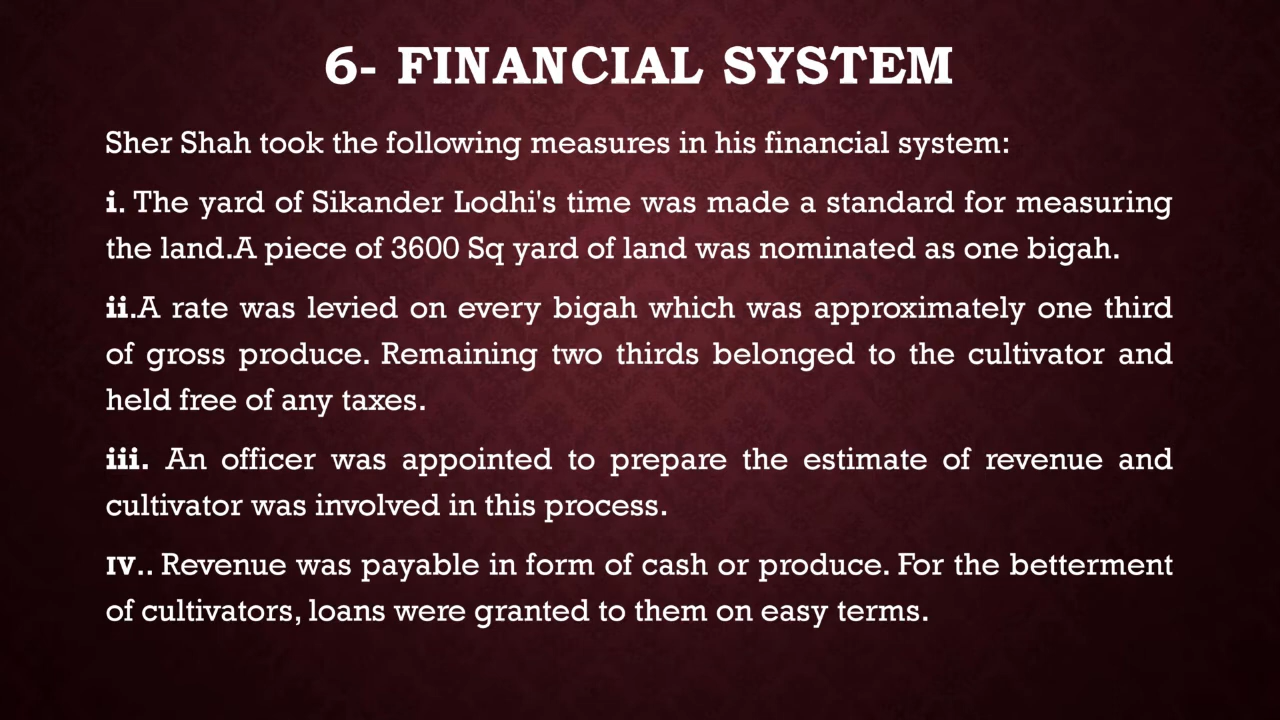 6- FINANCIAL SYSTEM
Sher Shah took the following measures in his financial system:
i. The yard of Sikander Lodhi's time was made a standard for measuring
the land.A piece of 3600 Sq yard of land was nominated as one bigah.
ii.A rate was levied on every bigah which was approximately one third
of gross produce. Remaining two thirds belonged to the cultivator and
held free of any taxes.
iii. An officer was appointed to prepare the estimate of revenue and
cultivator was involved in this process.
IV.. Revenue was payable in form of cash or produce. For the betterment
of cultivators, loans were granted to them on easy terms.